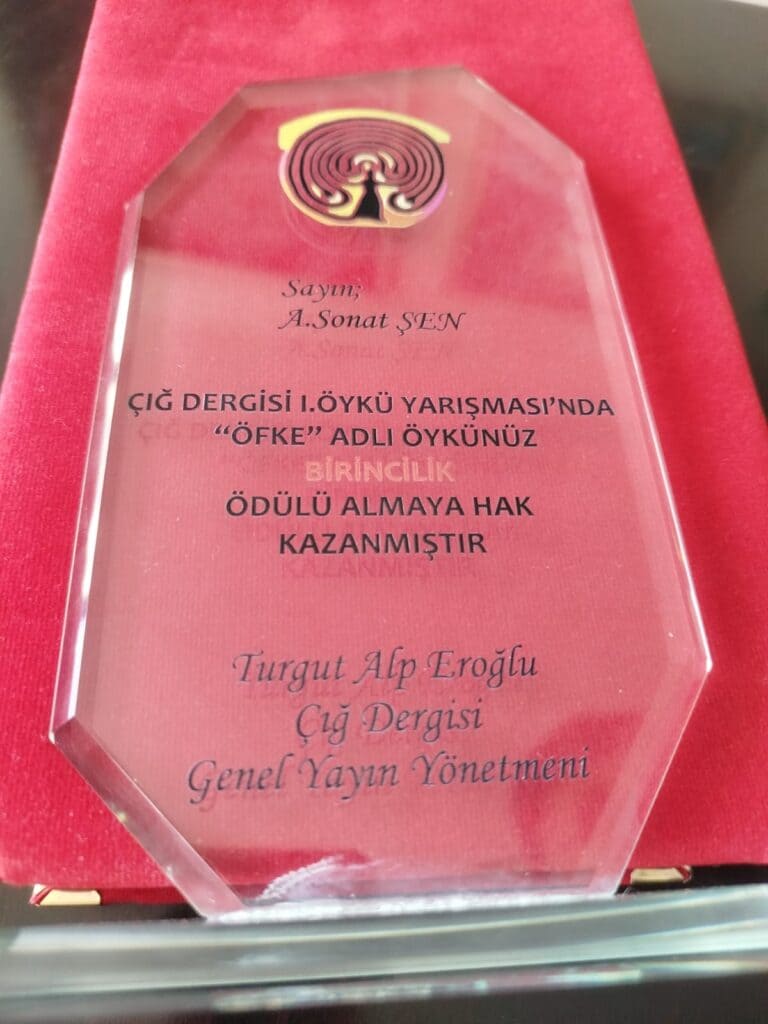 Sayın;
A.Sonat ŞEN
ÇIĞ DERGİSİ I.ÖYKÜ YARIŞMASI'NDA
“ÖFKE” ADLI ÖYKÜNÜZ
BİRİNCİLİK
ÖDÜLÜ ALMAYA HAK
KAZANMIŞTIR
Turgut Alp Eroğlu
Çığ Dergisi
Genel Yayın Yönetmeni